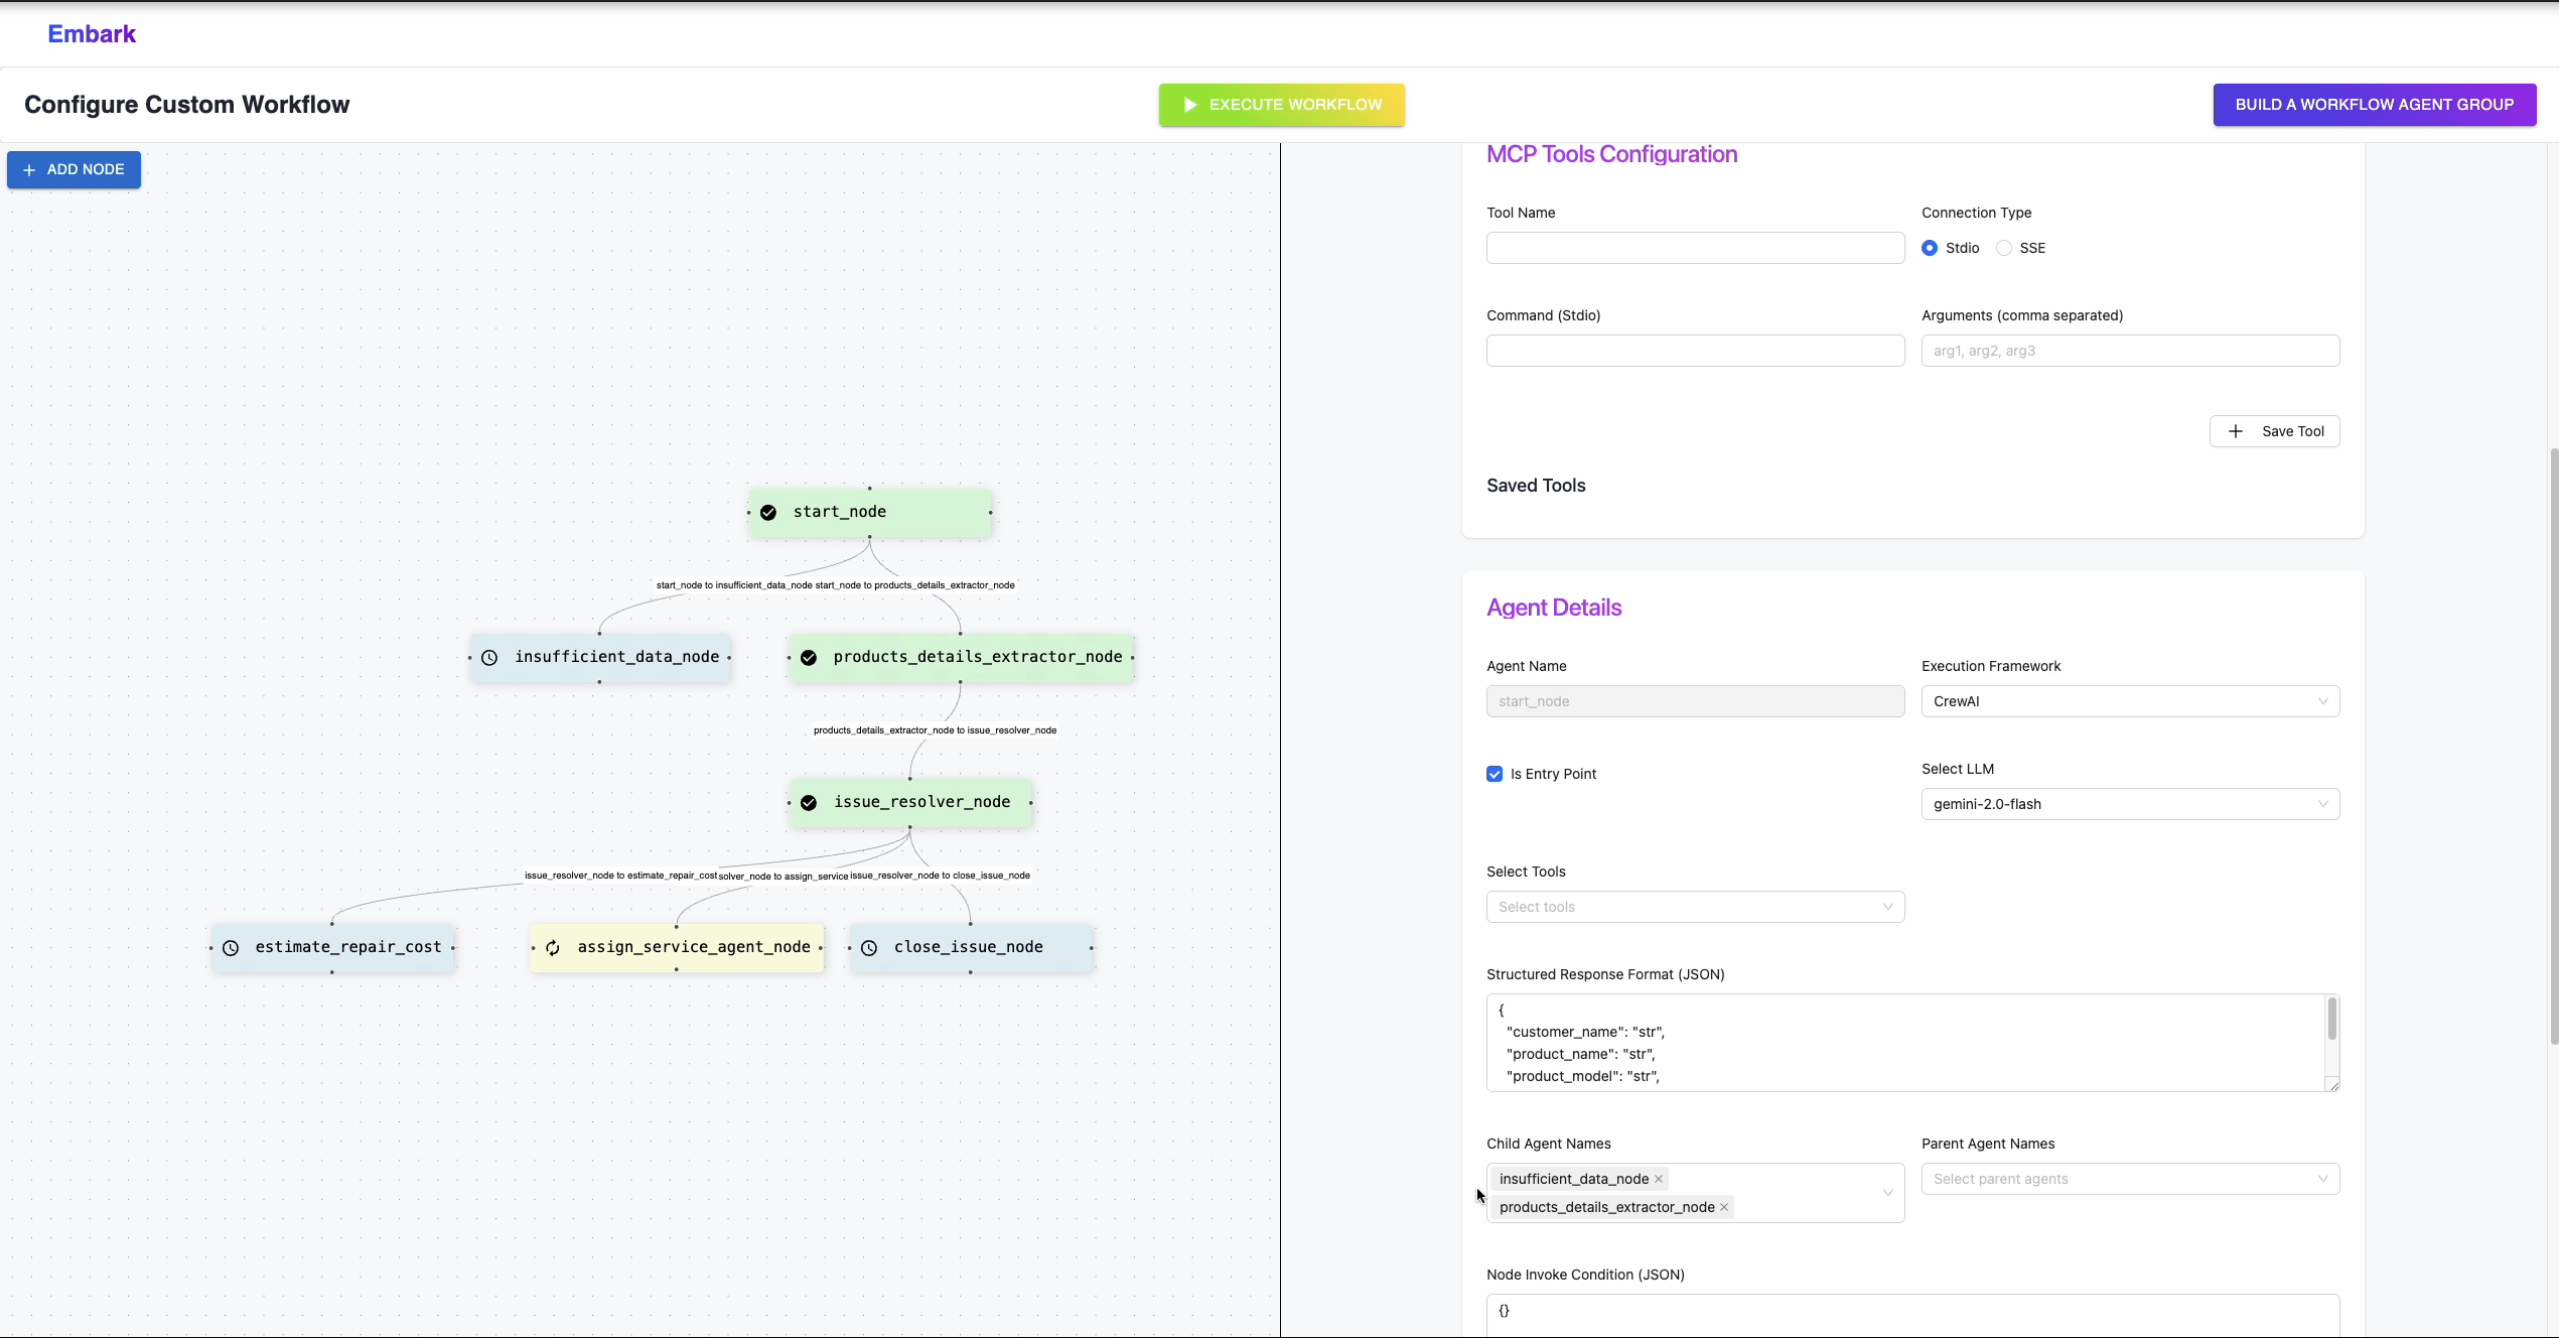 Embark
Configure Custom Workflow
EXECUTE WORKFLOW
BUILD A WORKFLOW AGENT GROUP
ADD NODE
start_node
start_node to insufficient_data_node
start_node to products_details_extractor_node
insufficient_data_node
products_details_extractor_node
products_details_extractor_node to issue_resolver_node
issue_resolver_node
issue_resolver_node to estimate_repair_cost
solver_node to assign_service
issue_resolver_node to close_issue_node
estimate_repair_cost
assign_service_agent_node
close_issue_node
MCP Tools Configuration
Tool Name
Connection Type
Stdio
SSE
Command (Stdio)
Arguments (comma separated)
arg1, arg2, arg3
Save Tool
Saved Tools
Agent Details
Agent Name
Execution Framework
start_node
CrewAI
Is Entry Point
Select LLM
gemini-2.0-flash
Select Tools
Select tools
Structured Response Format (JSON)
{
"customer_name": "str",
"product_name": "str",
"product_model": "str",
Child Agent Names
Parent Agent Names
insufficient_data_node
Select parent agents
products_details_extractor_node
Node Invoke Condition (JSON)
{}